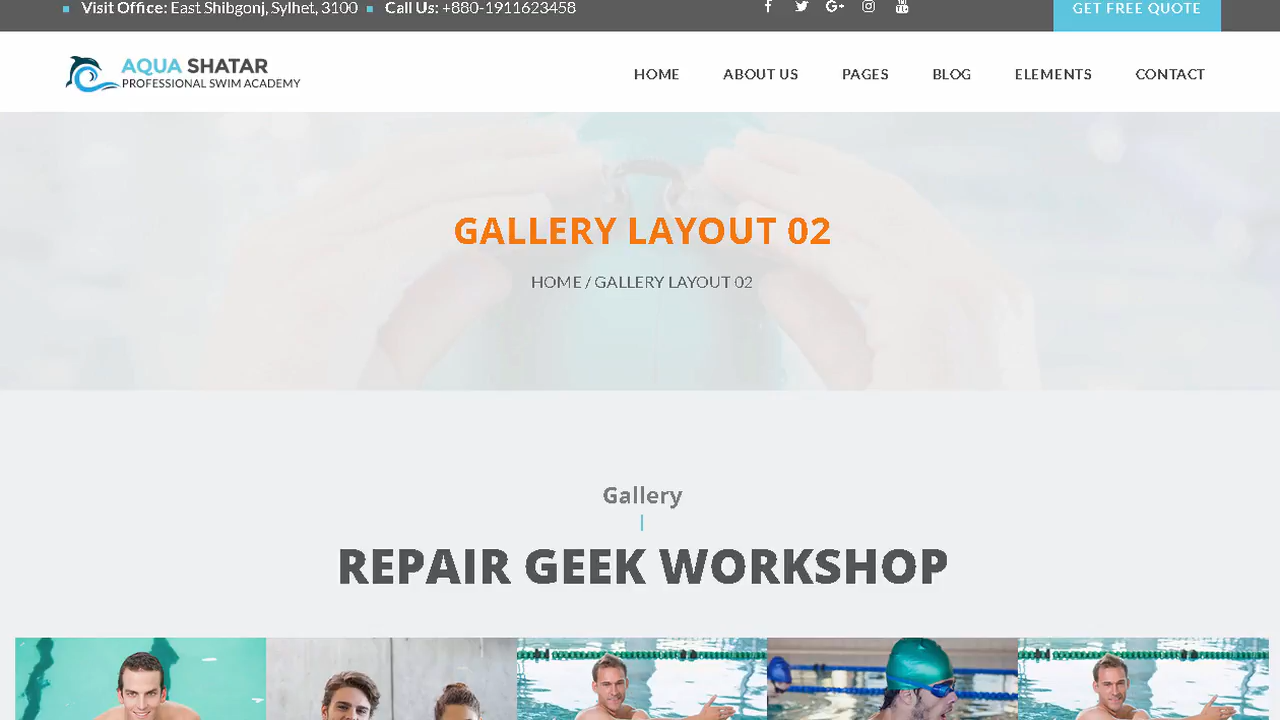 Visit Office: East Shibgonj, Sylhet, 3100 Call Us: +880-1911623458
GET FREE QUOTE
AQUA SHATAR
PROFESSIONAL SWIM ACADEMY
HOME ABOUT US PAGES BLOG ELEMENTS CONTACT
GALLERY LAYOUT 02
HOME / GALLERY LAYOUT 02
Gallery
REPAIR GEEK WORKSHOP